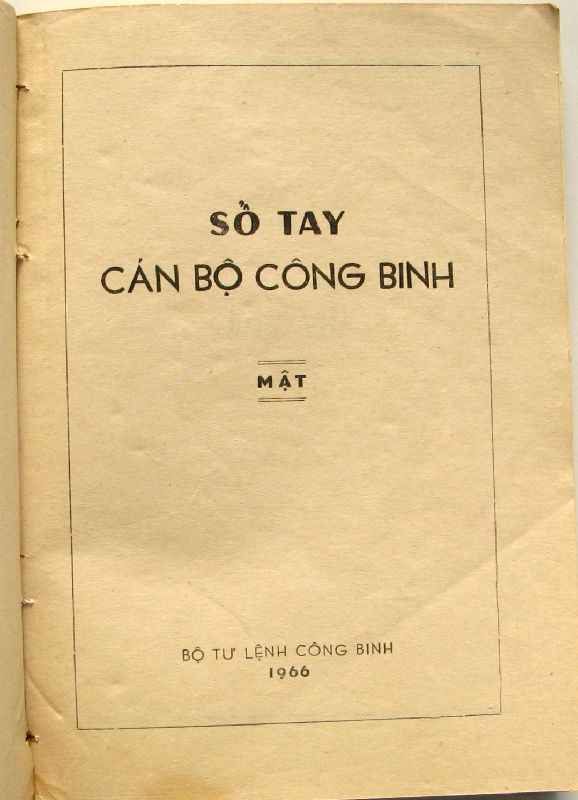 SỔ TAY
CÁN BỘ CÔNG BINH
MẬT
BỘ TƯ LỆNH CÔNG BINH
1966